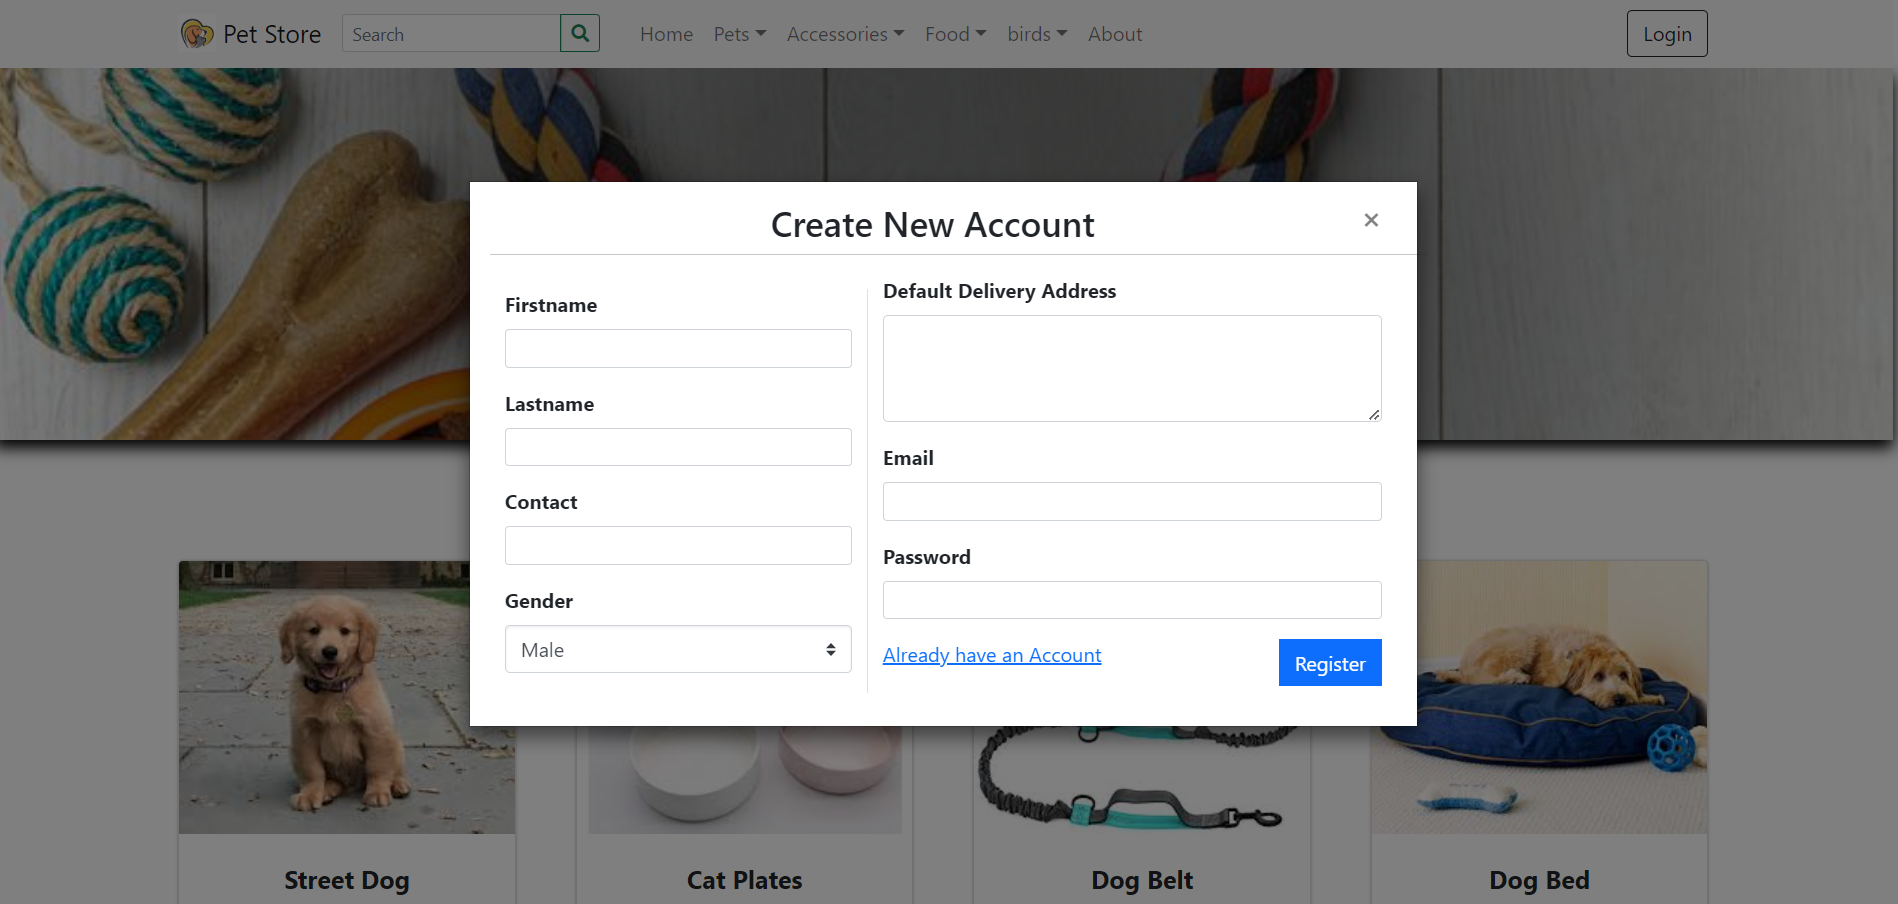 Pet Store
Search
Home Pets Accessories Food birds About
Login
Create New Account
×
Firstname
Lastname
Contact
Gender
Male
Default Delivery Address
Email
Password
Already have an Account
Register
Street Dog
Cat Plates
Dog Belt
Dog Bed